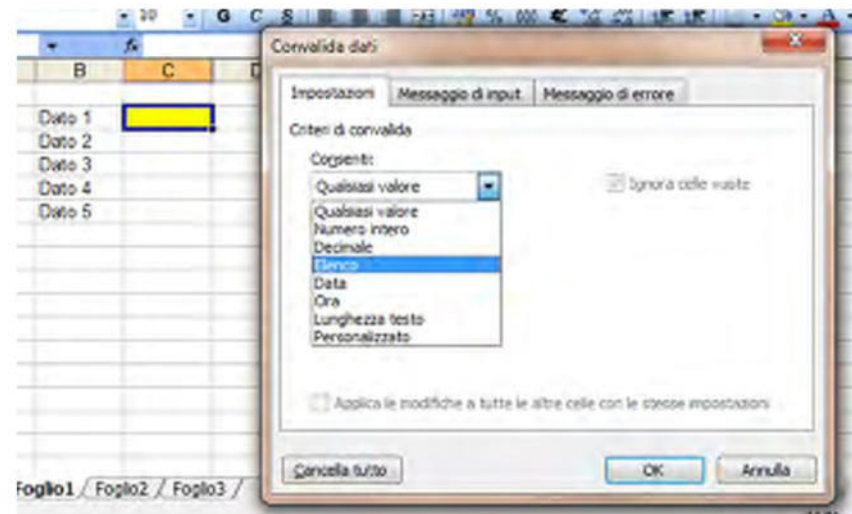 10 G C S % 000 €
fx
Convalida dati
B C
Impostazioni Messaggio di input Messaggio di errore
Criteri di convalida
Consenti:
Qualsiasi valore
Ignora celle vuote
Qualsiasi valore
Numero intero
Decimale
Elenco
Data
Ora
Lunghezza testo
Personalizzato
Dato 1
Dato 2
Dato 3
Dato 4
Dato 5
Applica le modifiche a tutte le altre celle con le stesse impostazioni
Cancella tutto OK Annulla
Foglio1 / Foglio2 / Foglio3 /